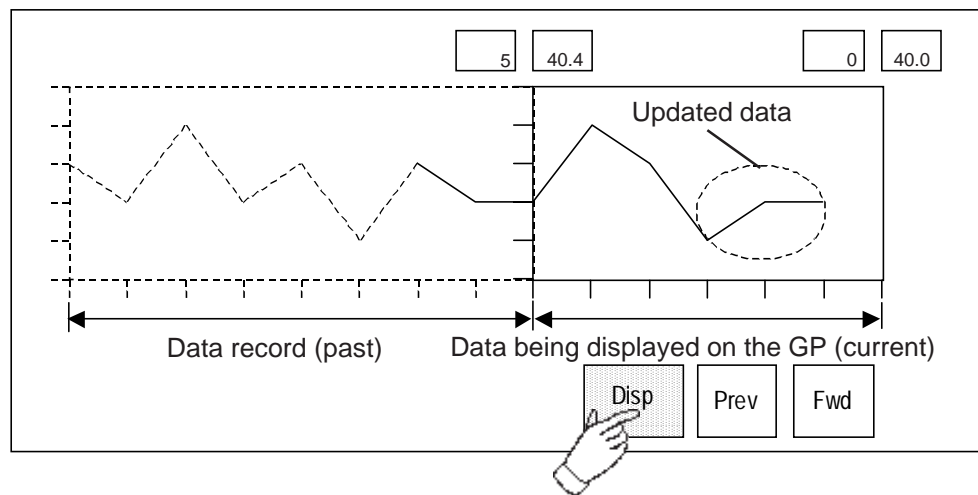 5 40.4 0 40.0
Updated data
Data record (past) Data being displayed on the GP (current)
Disp Prev Fwd